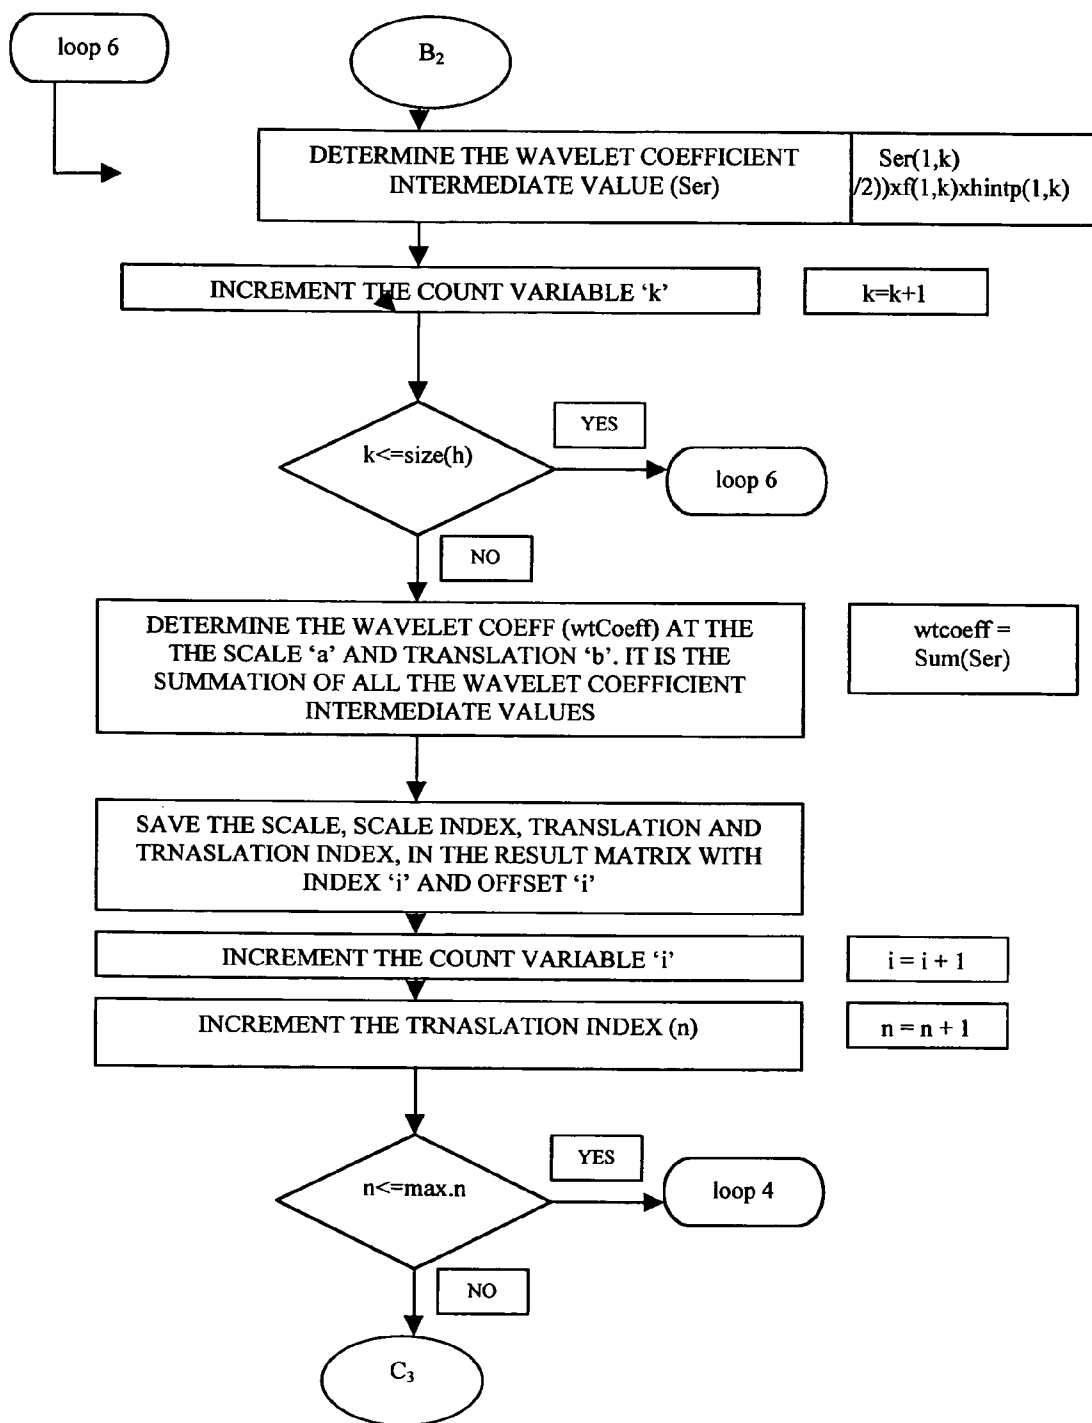 loop 6
B₂
DETERMINE THE WAVELET COEFFICIENT
INTERMEDIATE VALUE (Ser)
Ser(1,k)
/2))xf(1,k)xhintp(1,k)
INCREMENT THE COUNT VARIABLE ‘k’
k=k+1
k<=size(h)
YES
loop 6
NO
DETERMINE THE WAVELET COEFF (wtCoeff) AT THE
THE SCALE ‘a’ AND TRANSLATION ‘b’. IT IS THE
SUMMATION OF ALL THE WAVELET COEFFICIENT
INTERMEDIATE VALUES
wtcoeff =
Sum(Ser)
SAVE THE SCALE, SCALE INDEX, TRANSLATION AND
TRNASLATION INDEX, IN THE RESULT MATRIX WITH
INDEX ‘i’ AND OFFSET ‘i’
INCREMENT THE COUNT VARIABLE ‘i’
i = i + 1
INCREMENT THE TRNASLATION INDEX (n)
n = n + 1
n<=max.n
YES
loop 4
NO
C₃